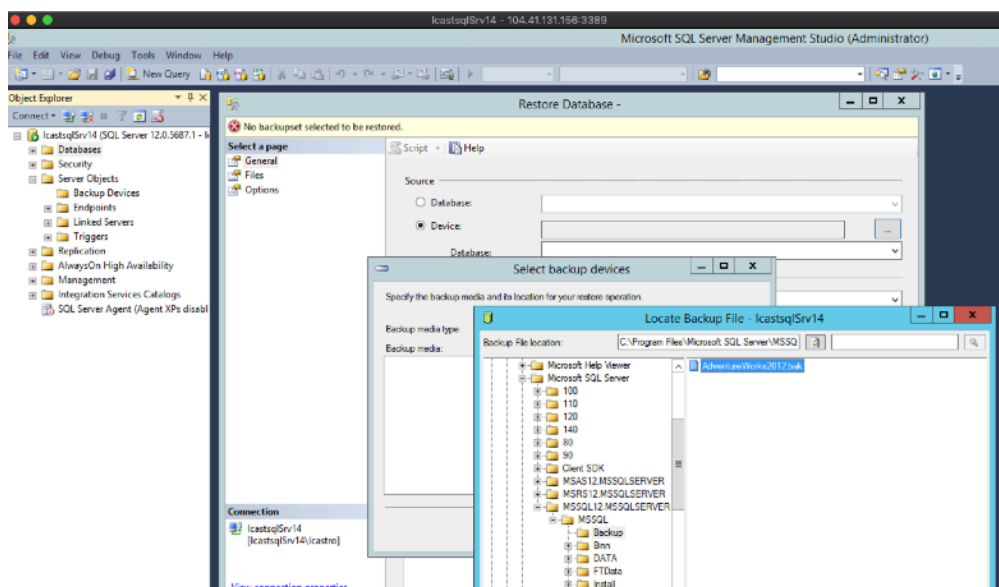 lcastsqlSrv14 - 104.41.131.156:3389
Microsoft SQL Server Management Studio (Administrator)
File Edit View Debug Tools Window Help
New Query
Object Explorer
Connect
lcastsqlSrv14 (SQL Server 12.0.5687.1 -
Databases
Security
Server Objects
Backup Devices
Endpoints
Linked Servers
Triggers
Replication
AlwaysOn High Availability
Management
Integration Services Catalogs
SQL Server Agent (Agent XPs disabl
Restore Database -
No backupset selected to be restored.
Select a page
General
Files
Options
Script
Help
Source
Database:
Device:
...
Database:
Connection
lcastsqlSrv14
[lcastsqlSrv14\lcastro]
View connection properties
Select backup devices
Specify the backup media and its location for your restore operation.
Backup media type
Backup media:
Locate Backup File - lcastsqlSrv14
Backup File location:
C:\Program Files\Microsoft SQL Server\MSSQ
Microsoft Help Viewer
Microsoft SQL Server
100
110
120
140
80
90
Client SDK
MSAS12.MSSQLSERVER
MSRS12.MSSQLSERVER
MSSQL12.MSSQLSERVER
MSSQL
Backup
Binn
DATA
FTData
Install
AdventureWorks2012.bak